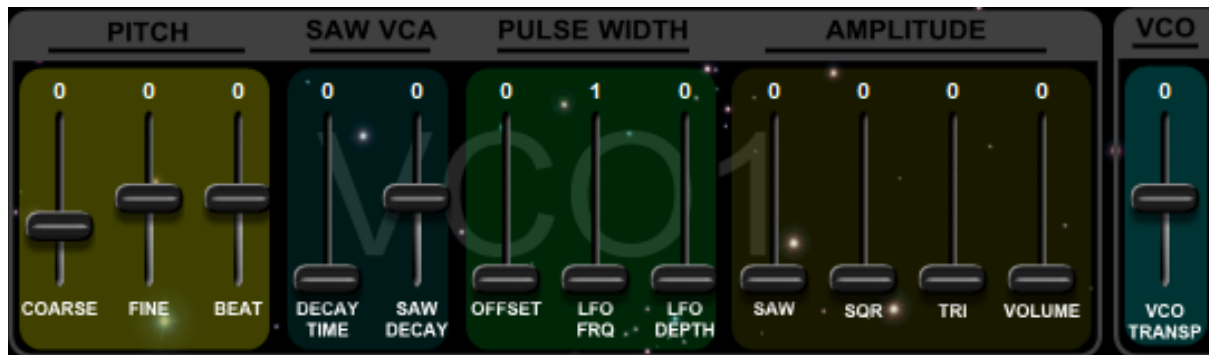 PITCH SAW VCA PULSE WIDTH AMPLITUDE VCO
0 0 0 0 0 0 1 0 0 0 0 0 0
VCO1
COARSE FINE BEAT DECAY TIME SAW DECAY OFFSET LFO FRQ LFO DEPTH SAW SQR TRI VOLUME VCO TRANSP